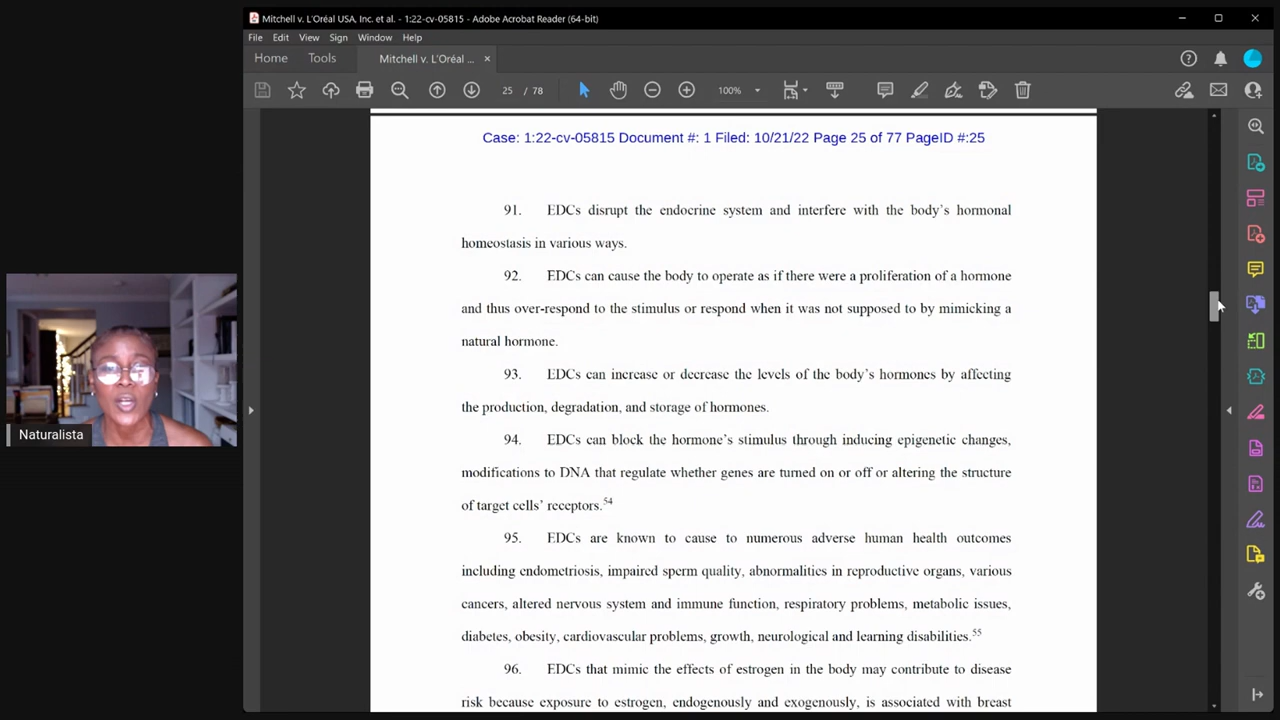 Mitchell v. L'Oréal USA, Inc. et al. - 1:22-cv-05815 - Adobe Acrobat Reader (64-bit)
File Edit View Sign Window Help
Home Tools Mitchell v. L'Oréal ... ×
25 / 78 100%
Case: 1:22-cv-05815 Document #: 1 Filed: 10/21/22 Page 25 of 77 PageID #:25
91. EDCs disrupt the endocrine system and interfere with the body's hormonal
homeostasis in various ways.
92. EDCs can cause the body to operate as if there were a proliferation of a hormone
and thus over-respond to the stimulus or respond when it was not supposed to by mimicking a
natural hormone.
93. EDCs can increase or decrease the levels of the body's hormones by affecting
the production, degradation, and storage of hormones.
94. EDCs can block the hormone's stimulus through inducing epigenetic changes,
modifications to DNA that regulate whether genes are turned on or off or altering the structure
of target cells' receptors.54
95. EDCs are known to cause to numerous adverse human health outcomes
including endometriosis, impaired sperm quality, abnormalities in reproductive organs, various
cancers, altered nervous system and immune function, respiratory problems, metabolic issues,
diabetes, obesity, cardiovascular problems, growth, neurological and learning disabilities.55
96. EDCs that mimic the effects of estrogen in the body may contribute to disease
risk because exposure to estrogen, endogenously and exogenously, is associated with breast
Naturalista